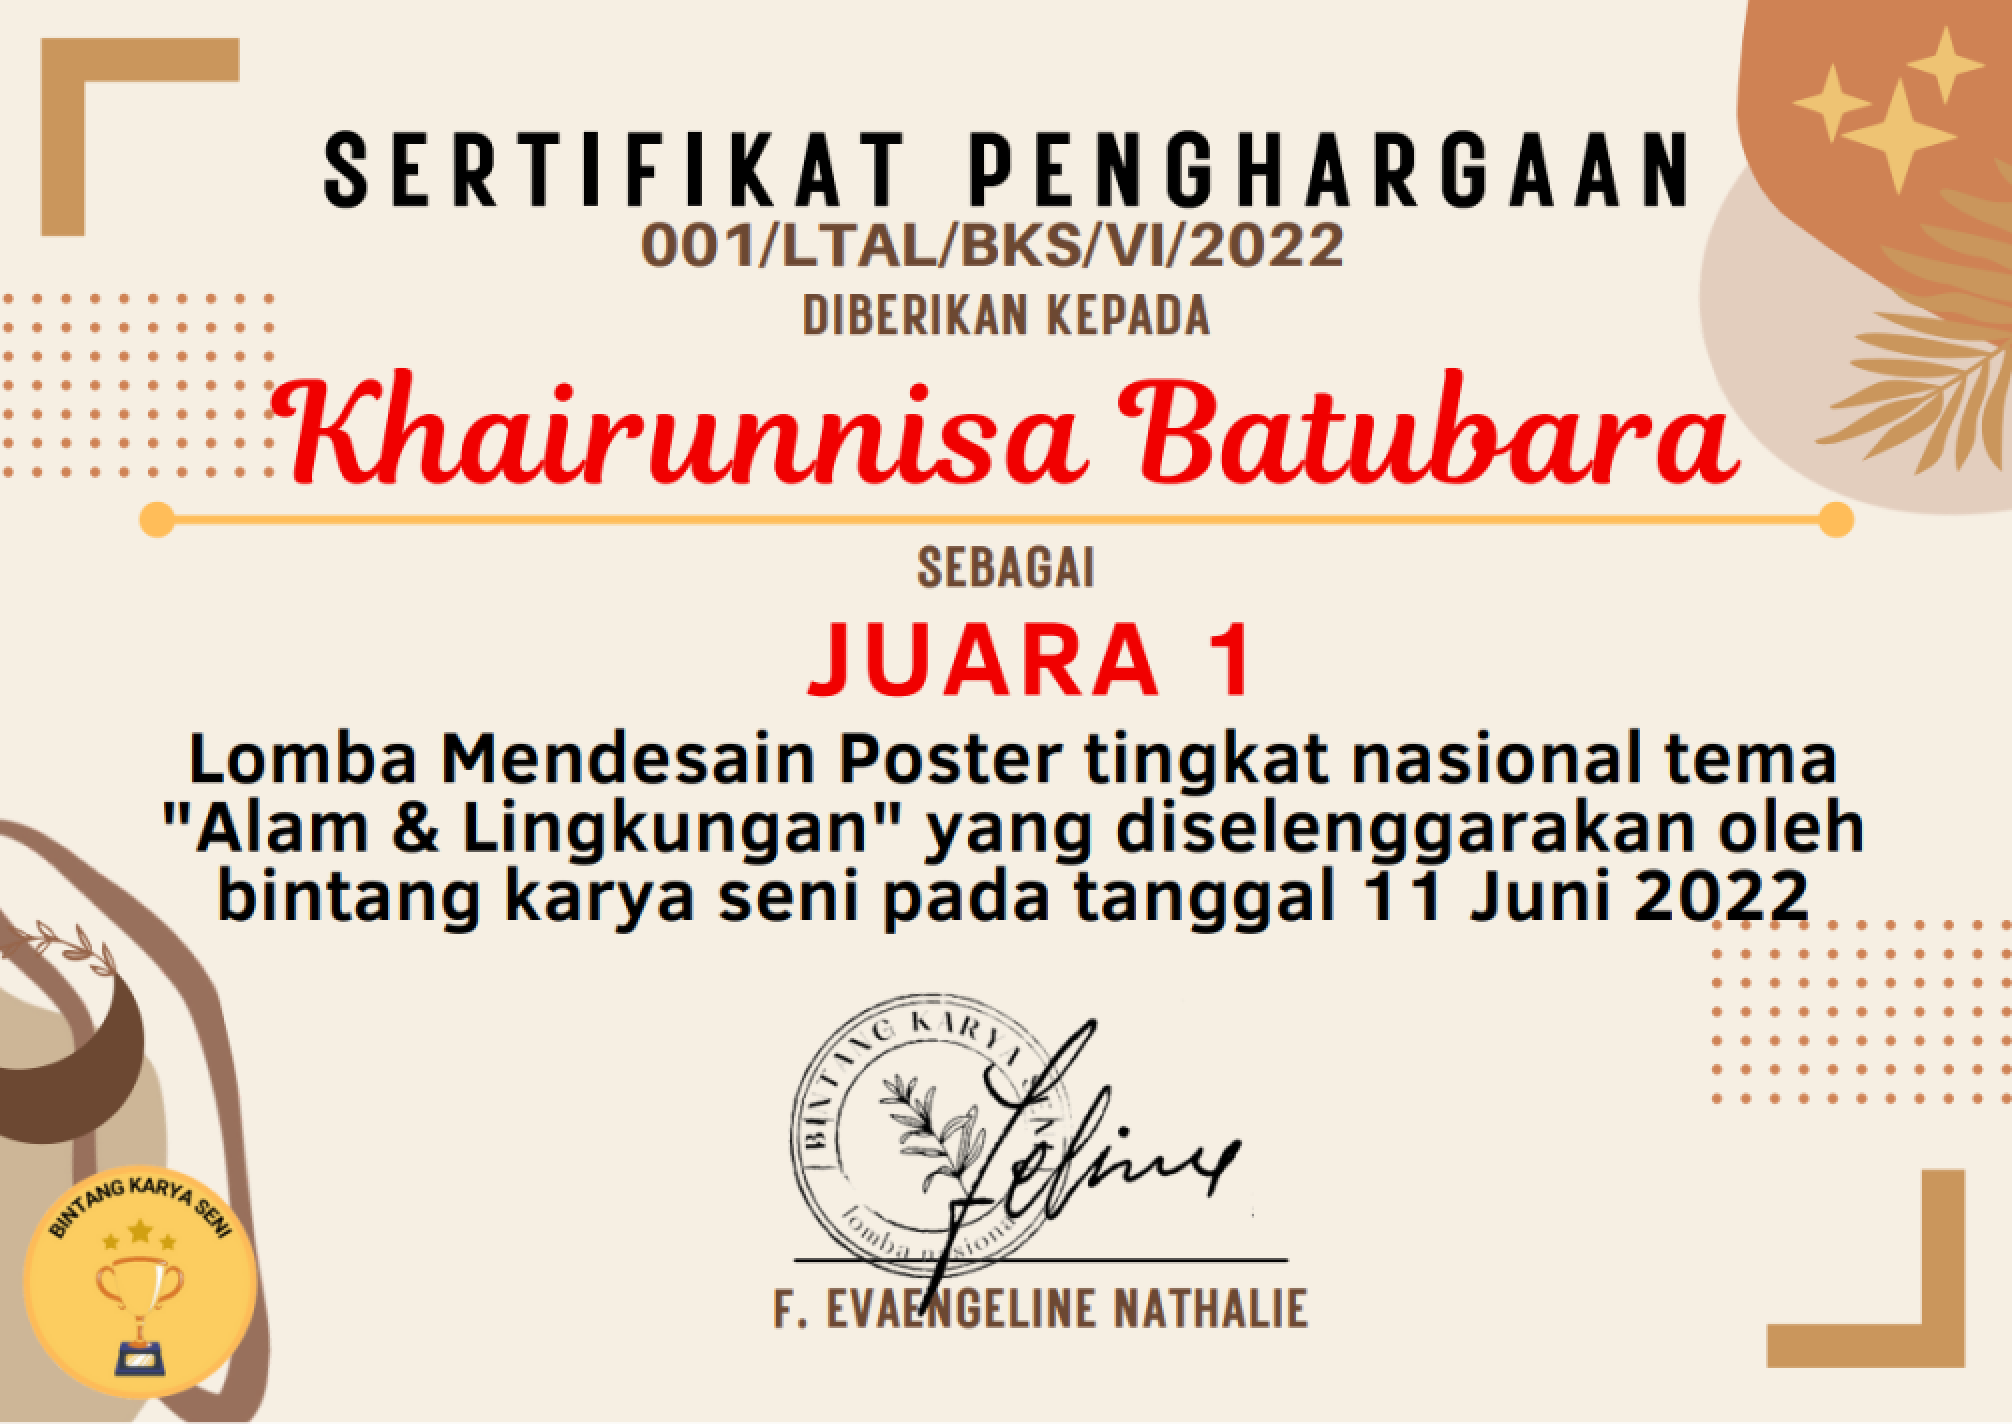 SERTIFIKAT PENGHARGAAN
001/LTAL/BKS/VI/2022
DIBERIKAN KEPADA
Khairunnisa Batubara
SEBAGAI
JUARA 1
Lomba Mendesain Poster tingkat nasional tema
"Alam & Lingkungan" yang diselenggarakan oleh
bintang karya seni pada tanggal 11 Juni 2022
BINTANG KARYA SENI
lomba nasional
F. EVAENGELINE NATHALIE
BINTANG KARYA SENI